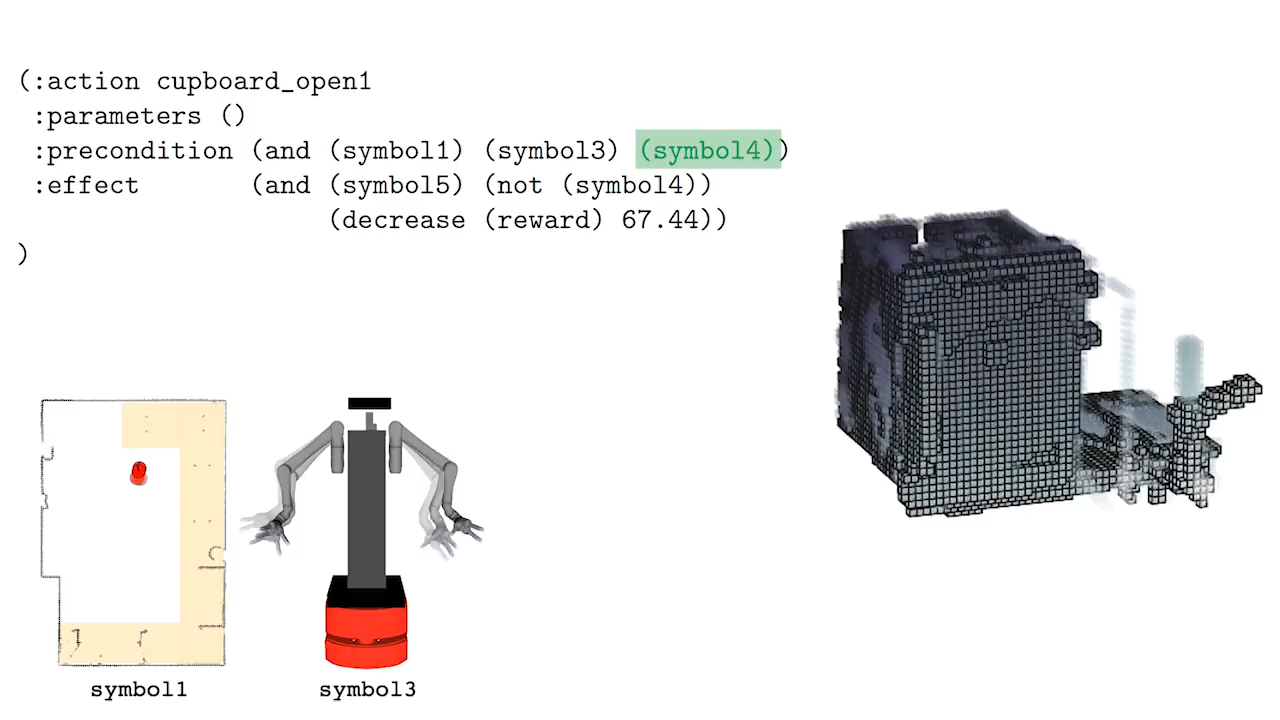 (:action cupboard_open1
:parameters ()
:precondition (and (symbol1) (symbol3) (symbol4))
:effect (and (symbol5) (not (symbol4))
(decrease (reward) 67.44))
)
symbol1
symbol3